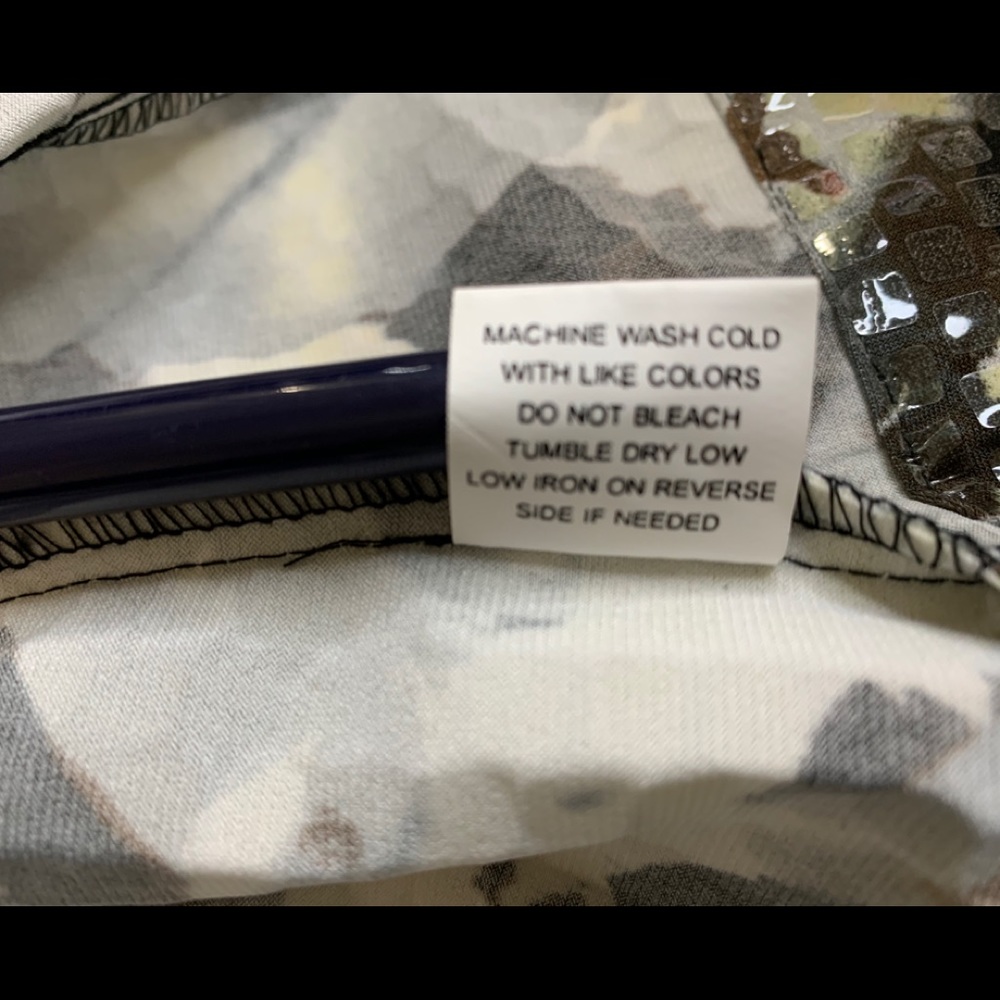 MACHINE WASH COLD
WITH LIKE COLORS
DO NOT BLEACH
TUMBLE DRY LOW
LOW IRON ON REVERSE
SIDE IF NEEDED